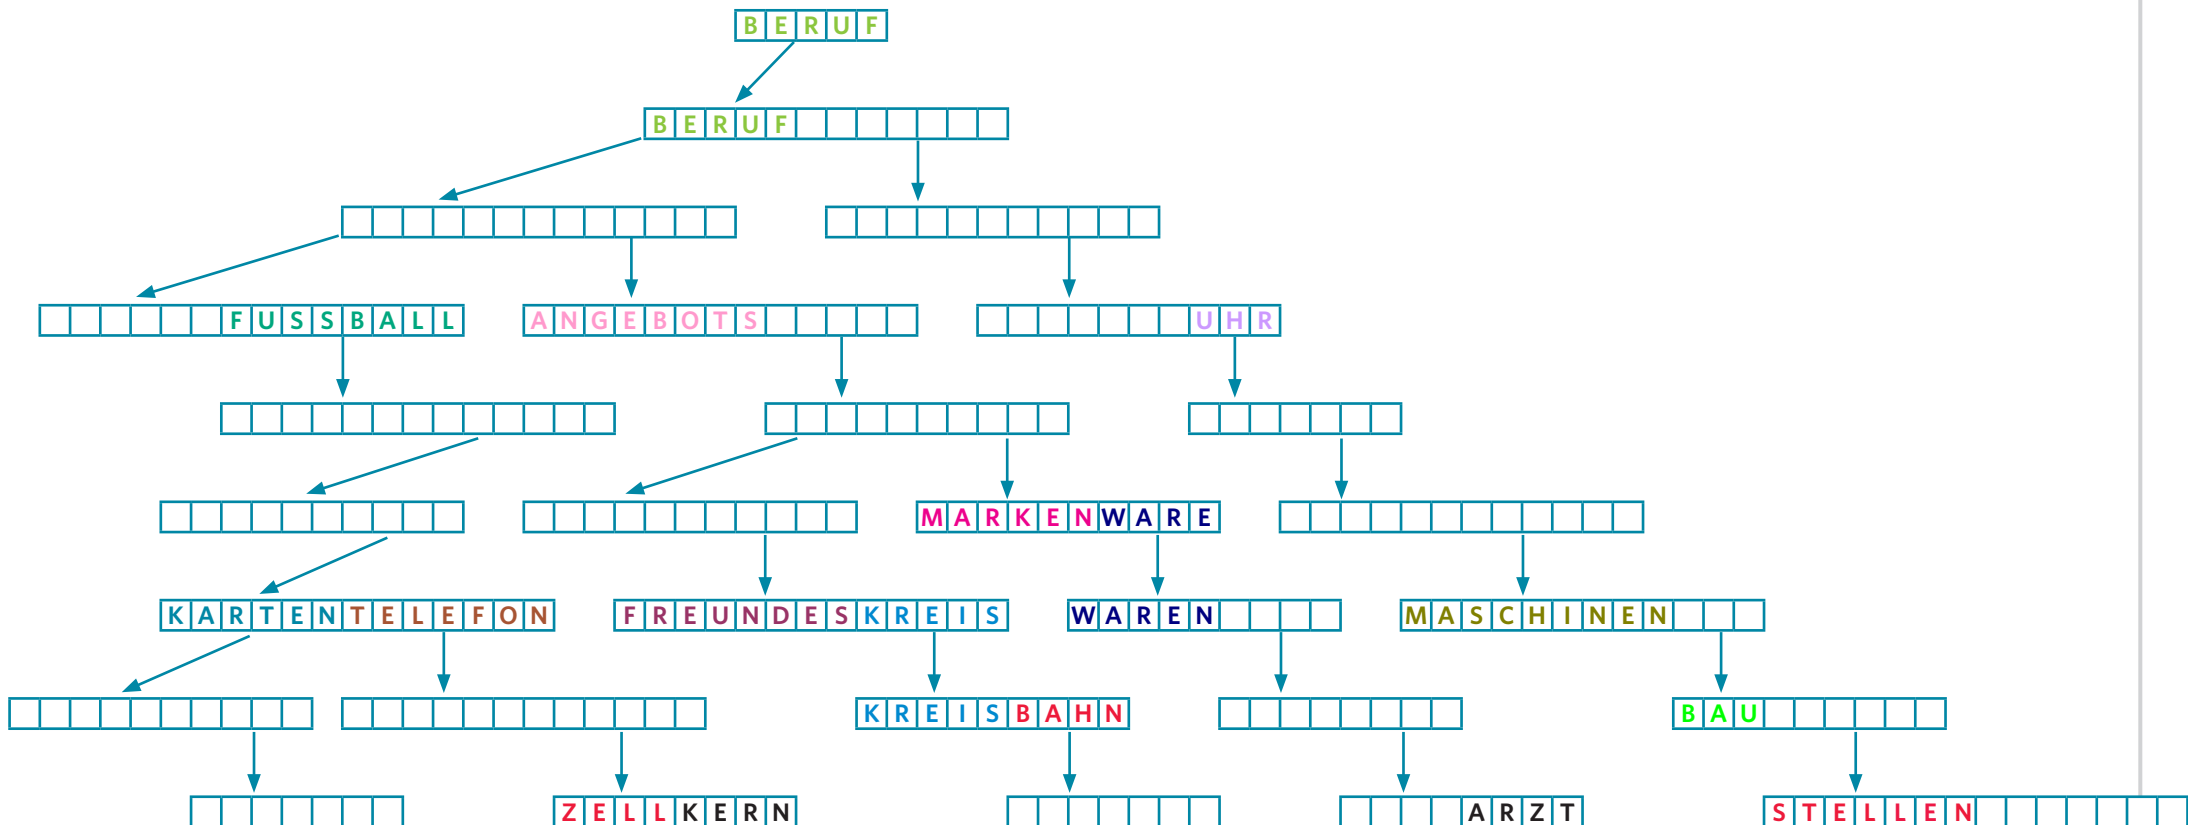 BERUF
BERUF
FUSSBALL
ANGEBOTS
UHR
MARKENWARE
KARTENTELEFON
FREUNDESKREIS
WAREN
MASCHINEN
KREISBAHN
BAU
ZELLKERN
ARZT
STELLEN